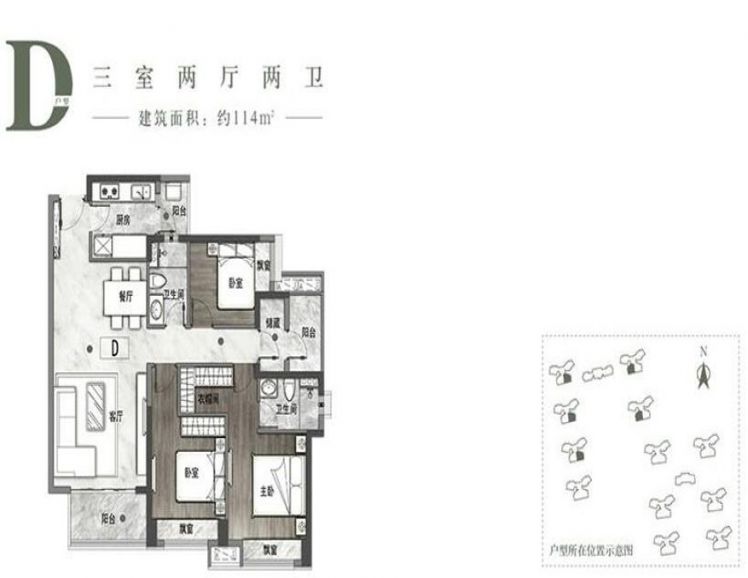 D户型
三室两厅两卫
建筑面积：约114m²
厨房
阳台
餐厅
卫生间
卧室
飘窗
储藏
阳台
D
客厅
衣帽间
卫生间
卧室
主卧
阳台
飘窗
飘窗
N
户型所在位置示意图